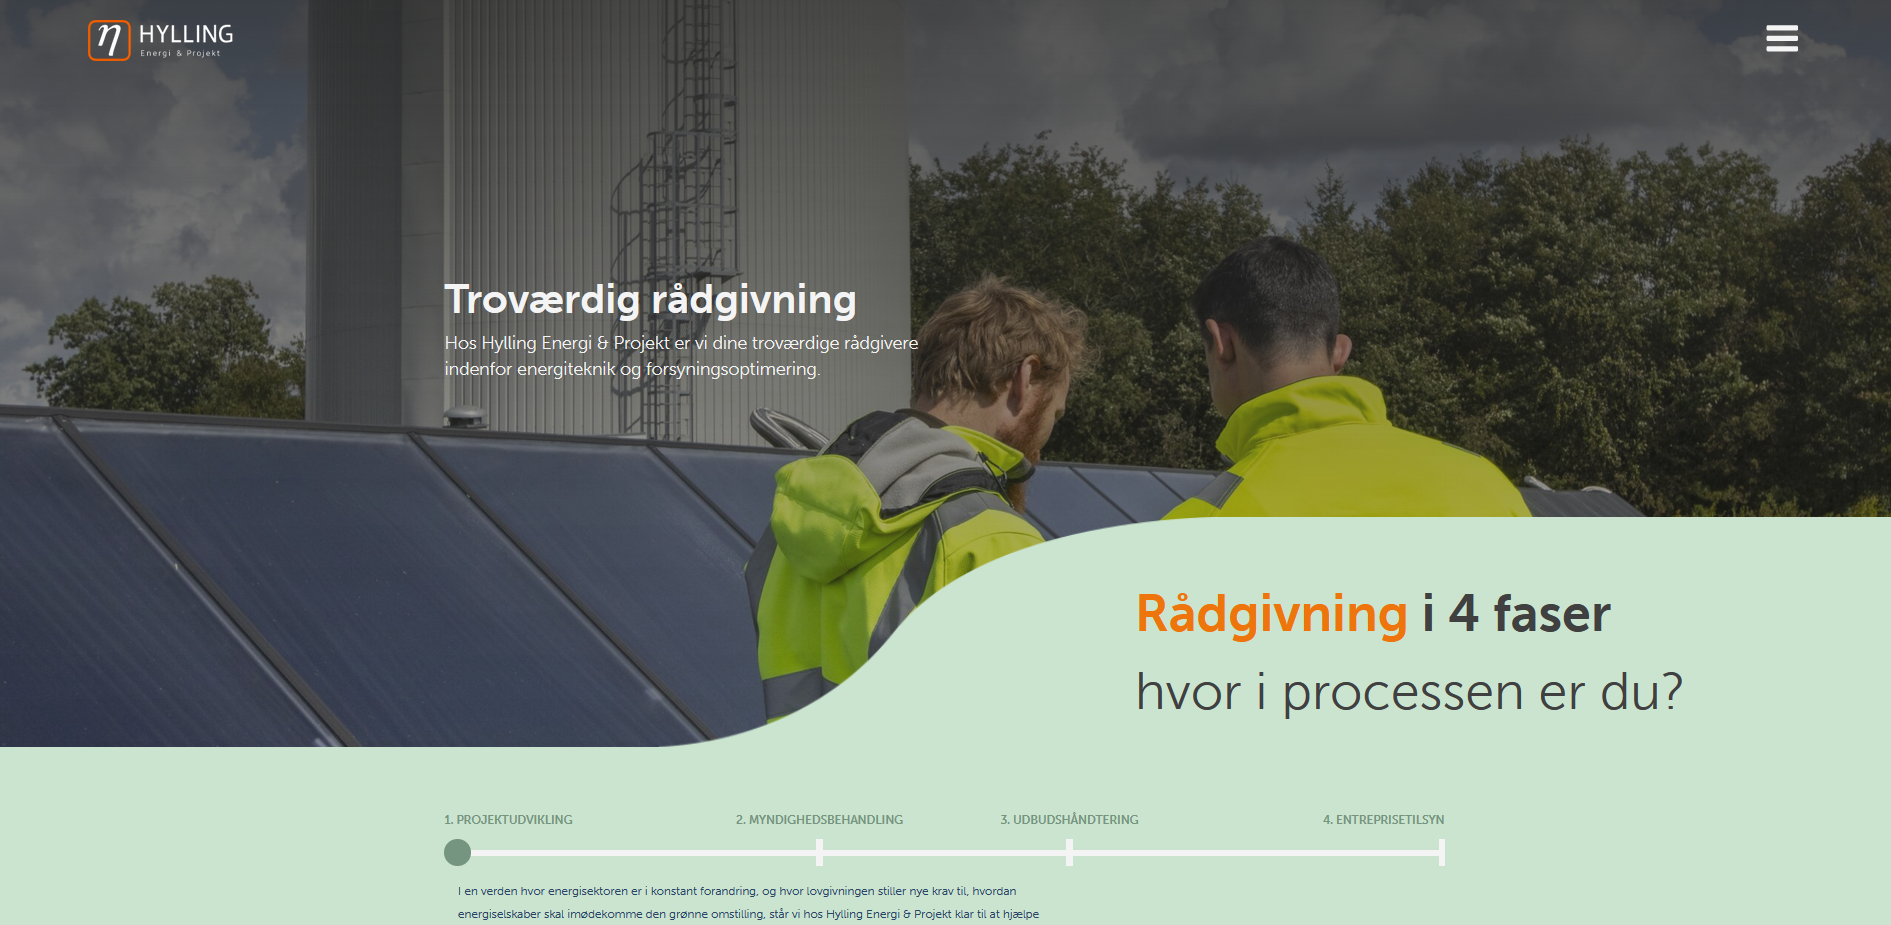 η HYLLING
Energi & Projekt
Troværdig rådgivning
Hos Hylling Energi & Projekt er vi dine troværdige rådgivere
indenfor energiteknik og forsyningsoptimering.
Rådgivning i 4 faser
hvor i processen er du?
1. PROJEKTUDVIKLING
2. MYNDIGHEDSBEHANDLING
3. UDBUDSHÅNDTERING
4. ENTREPRISETILSYN
I en verden hvor energisektoren er i konstant forandring, og hvor lovgivningen stiller nye krav til, hvordan
energiselskaber skal imødekomme den grønne omstilling, står vi hos Hylling Energi & Projekt klar til at hjælpe